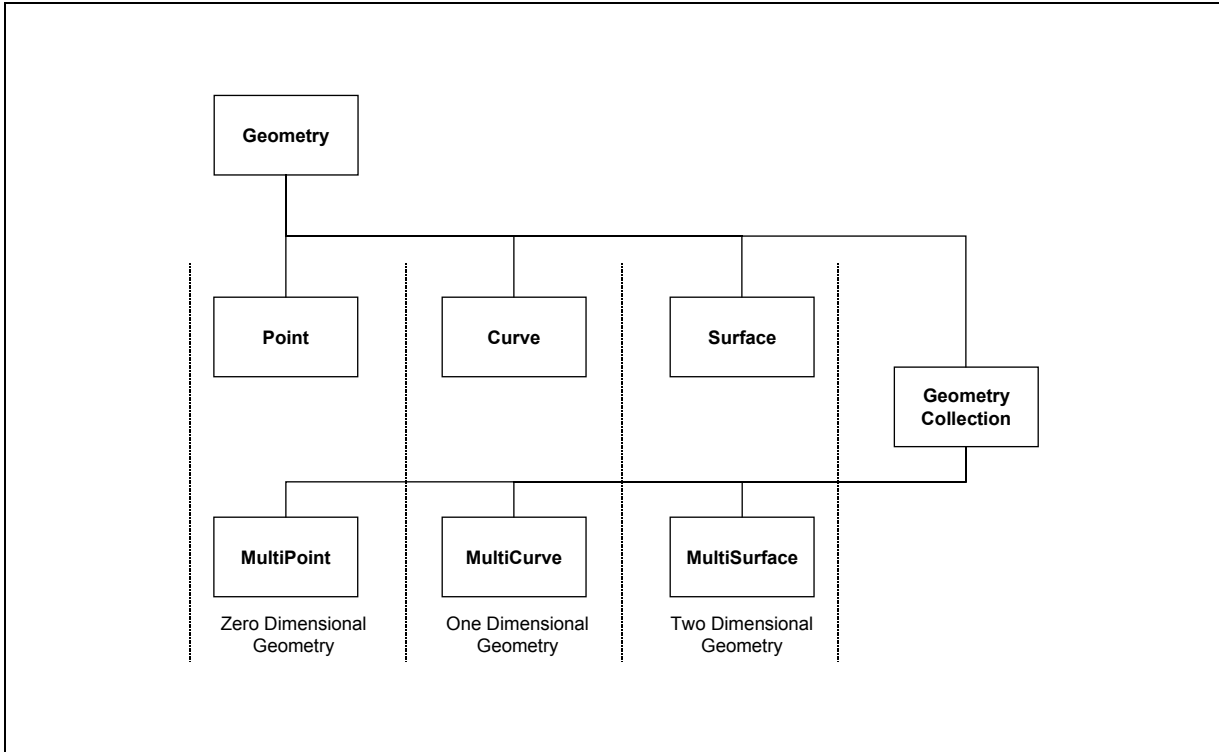 Geometry
Point
Curve
Surface
Geometry
Collection
MultiPoint
MultiCurve
MultiSurface
Zero Dimensional
Geometry
One Dimensional
Geometry
Two Dimensional
Geometry